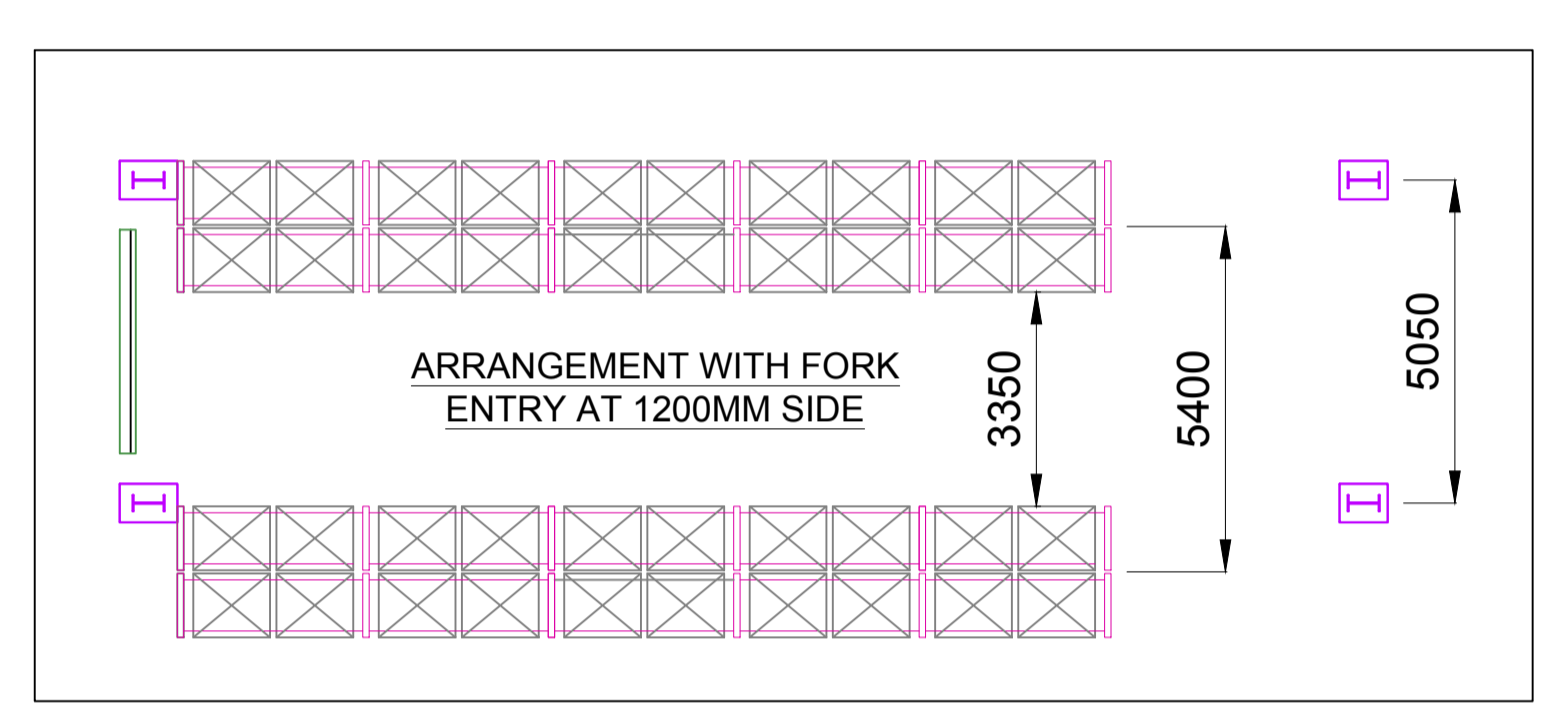 ARRANGEMENT WITH FORK
ENTRY AT 1200MM SIDE
3350
5400
5050